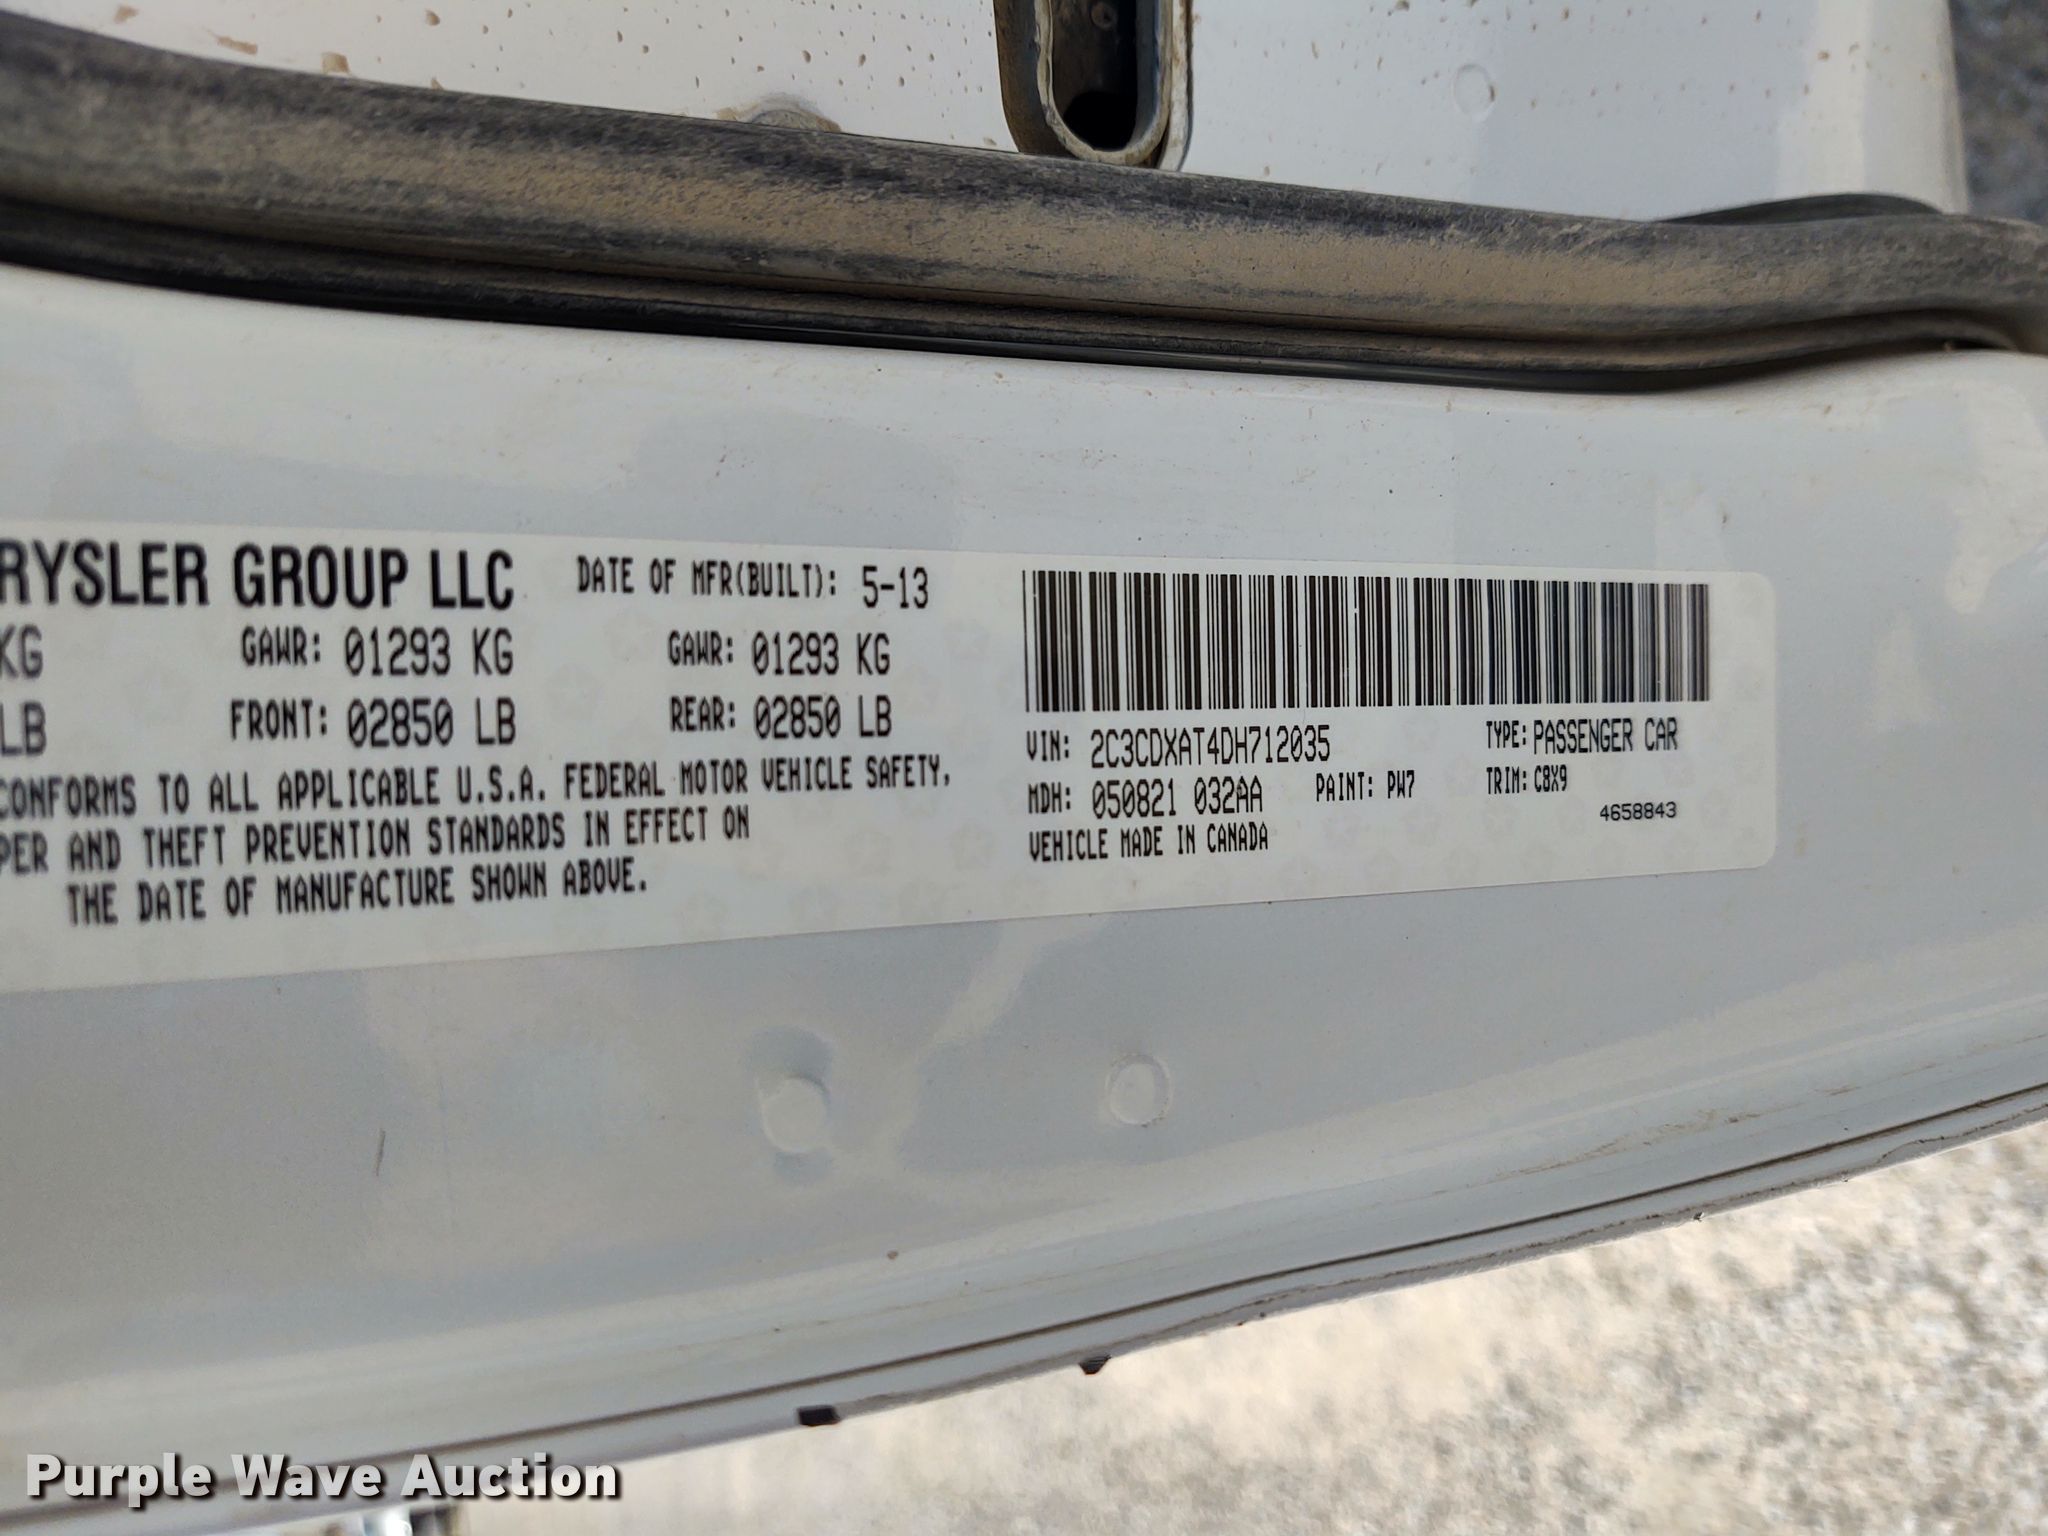 RYSLER GROUP LLC DATE OF MFR(BUILT): 5-13
KG GAWR: 01293 KG GAWR: 01293 KG
LB FRONT: 02850 LB REAR: 02850 LB
CONFORMS TO ALL APPLICABLE U.S.A. FEDERAL MOTOR VEHICLE SAFETY,
PER AND THEFT PREVENTION STANDARDS IN EFFECT ON
THE DATE OF MANUFACTURE SHOWN ABOVE.
VIN: 2C3CDXAT4DH712035 TYPE: PASSENGER CAR
MDH: 050821 032AA PAINT: PW7 TRIM: C8X9
VEHICLE MADE IN CANADA 4658843
Purple Wave Auction